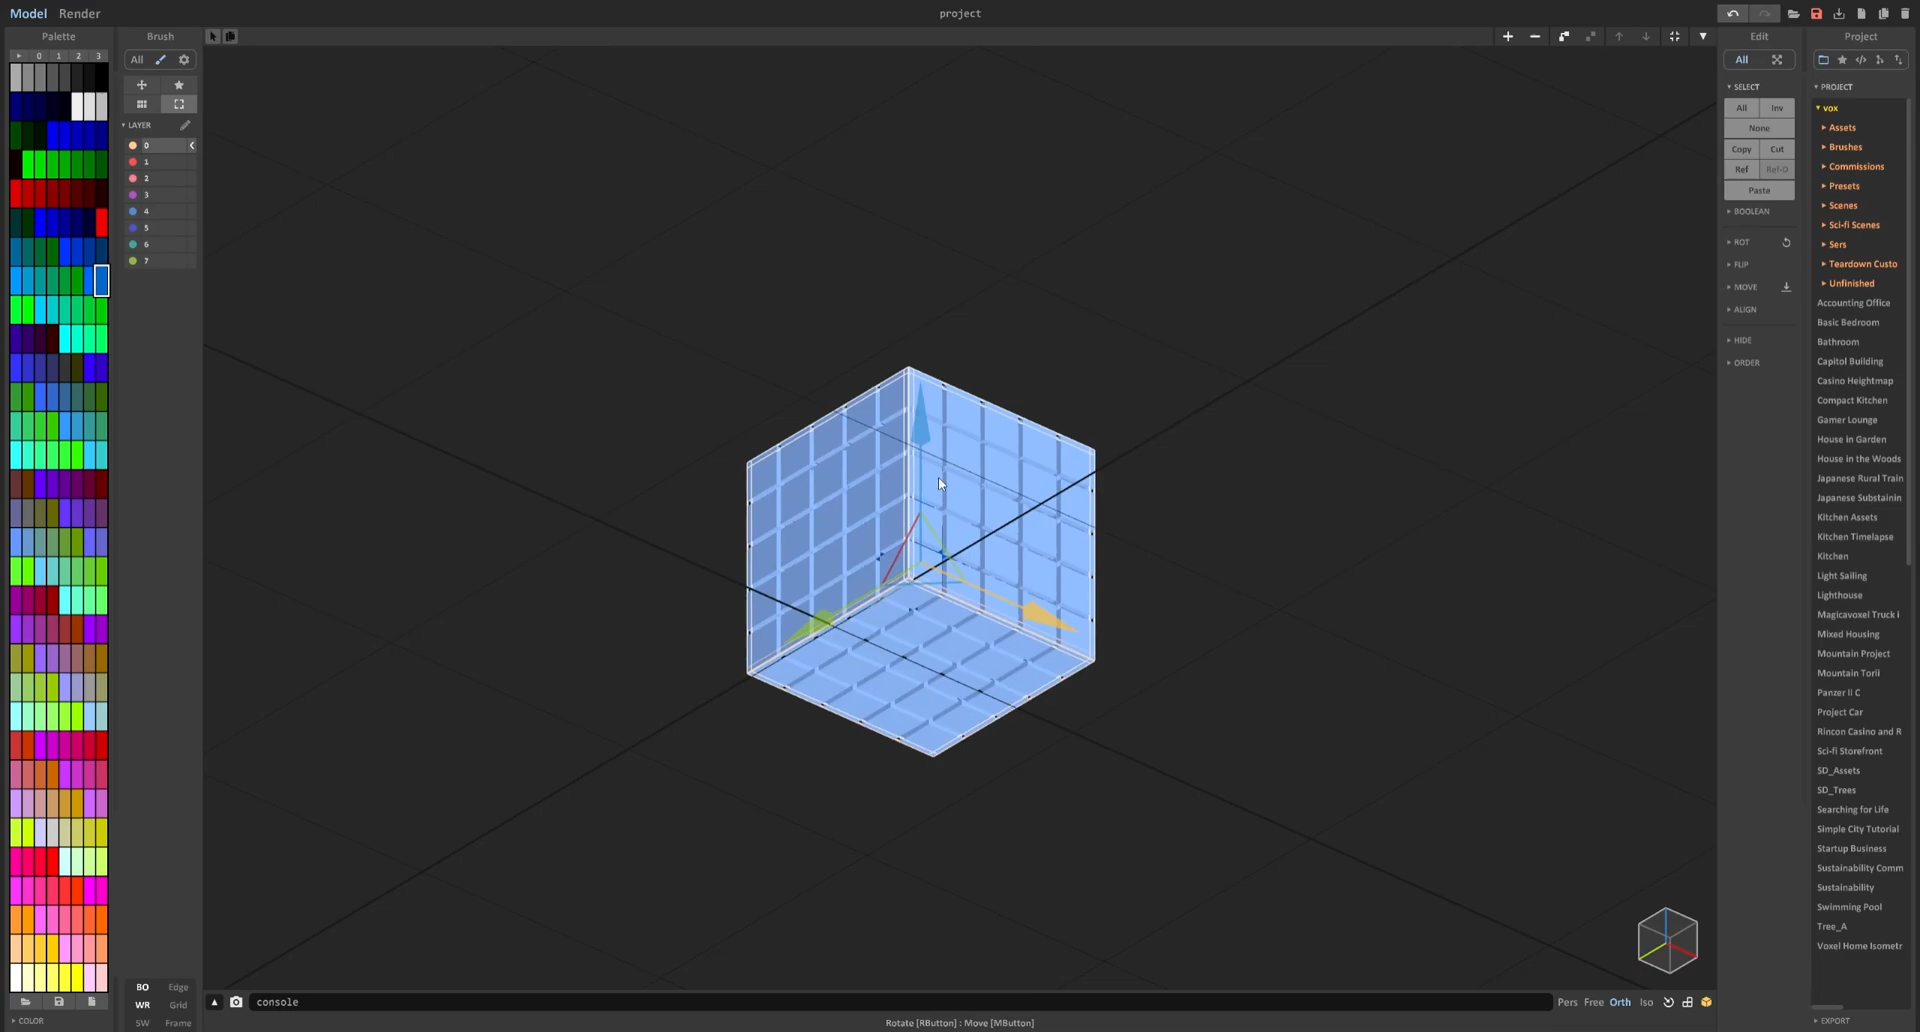 Model Render
project
Palette
Brush
Edit
Project
0 1 2 3
All
All
LAYER
0
1
2
3
4
5
6
7
SELECT
All Inv
None
Copy Cut
Ref Ref-D
Paste
BOOLEAN
ROT
FLIP
MOVE
ALIGN
HIDE
ORDER
PROJECT
vox
Assets
Brushes
Commissions
Presets
Scenes
Sci-fi Scenes
Sers
Teardown Custo
Unfinished
Accounting Office
Basic Bedroom
Bathroom
Capitol Building
Casino Heightmap
Compact Kitchen
Gamer Lounge
House in Garden
House in the Woods
Japanese Rural Train
Japanese Substainin
Kitchen Assets
Kitchen Timelapse
Kitchen
Light Sailing
Lighthouse
Magicavoxel Truck i
Mixed Housing
Mountain Project
Mountain Torii
Panzer II C
Project Car
Rincon Casino and R
Sci-fi Storefront
SD_Assets
SD_Trees
Searching for Life
Simple City Tutorial
Startup Business
Sustainability Comm
Sustainability
Swimming Pool
Tree_A
Voxel Home Isometr
BO Edge
WR Grid
SW Frame
console
Pers Free Orth Iso
COLOR
Rotate [RButton] : Move [MButton]
EXPORT